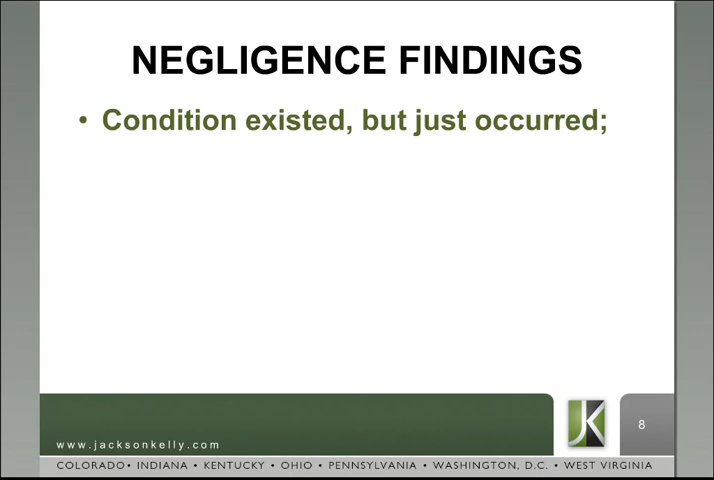 NEGLIGENCE FINDINGS
• Condition existed, but just occurred;
JK
8
www.jacksonkelly.com
COLORADO• INDIANA • KENTUCKY • OHIO • PENNSYLVANIA • WASHINGTON, D.C. • WEST VIRGINIA